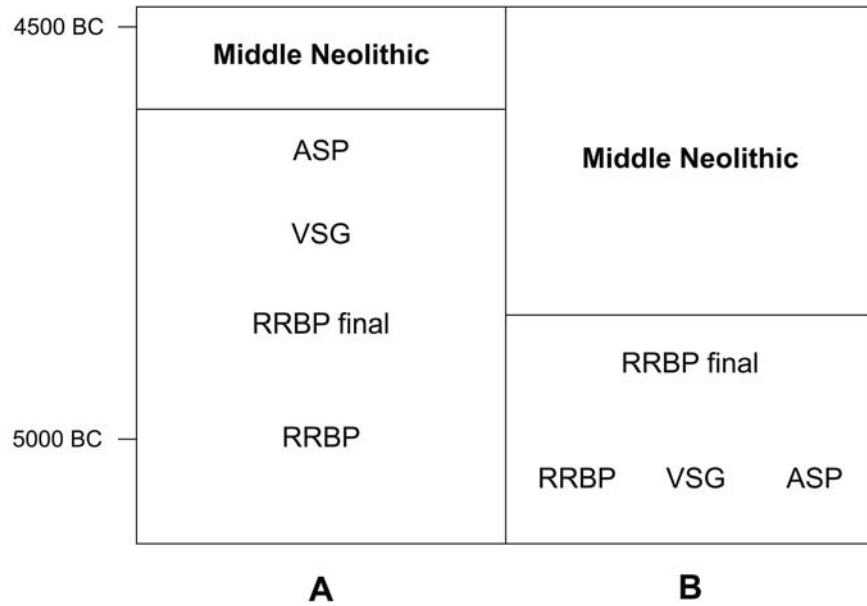 4500 BC
Middle Neolithic
ASP
Middle Neolithic
VSG
RRBP final
RRBP final
5000 BC
RRBP
RRBP VSG ASP
A B